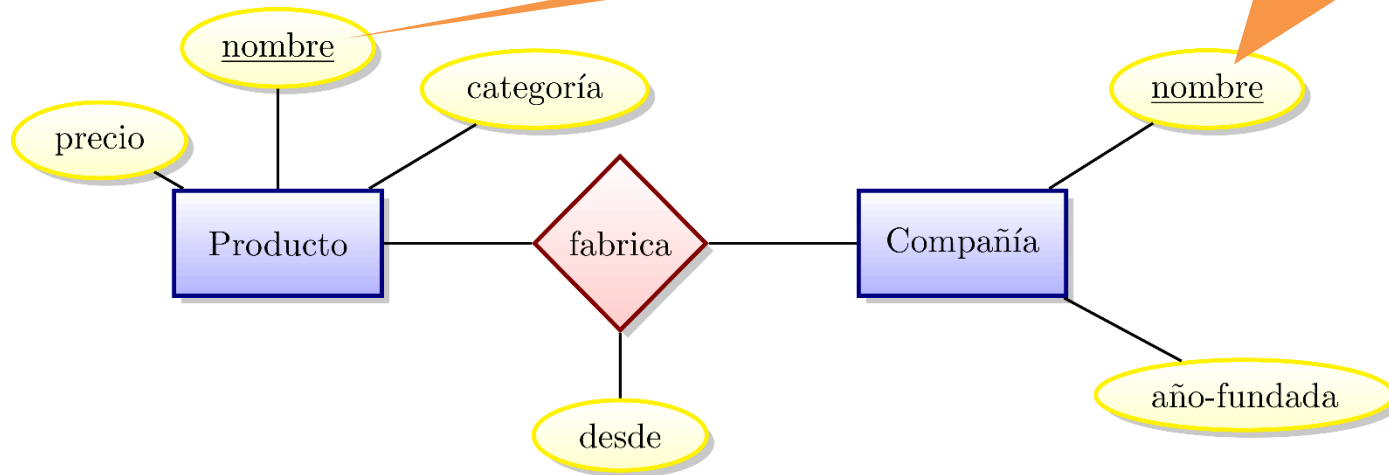 nombre
categoría
precio
nombre
Producto
fabrica
Compañía
año-fundada
desde